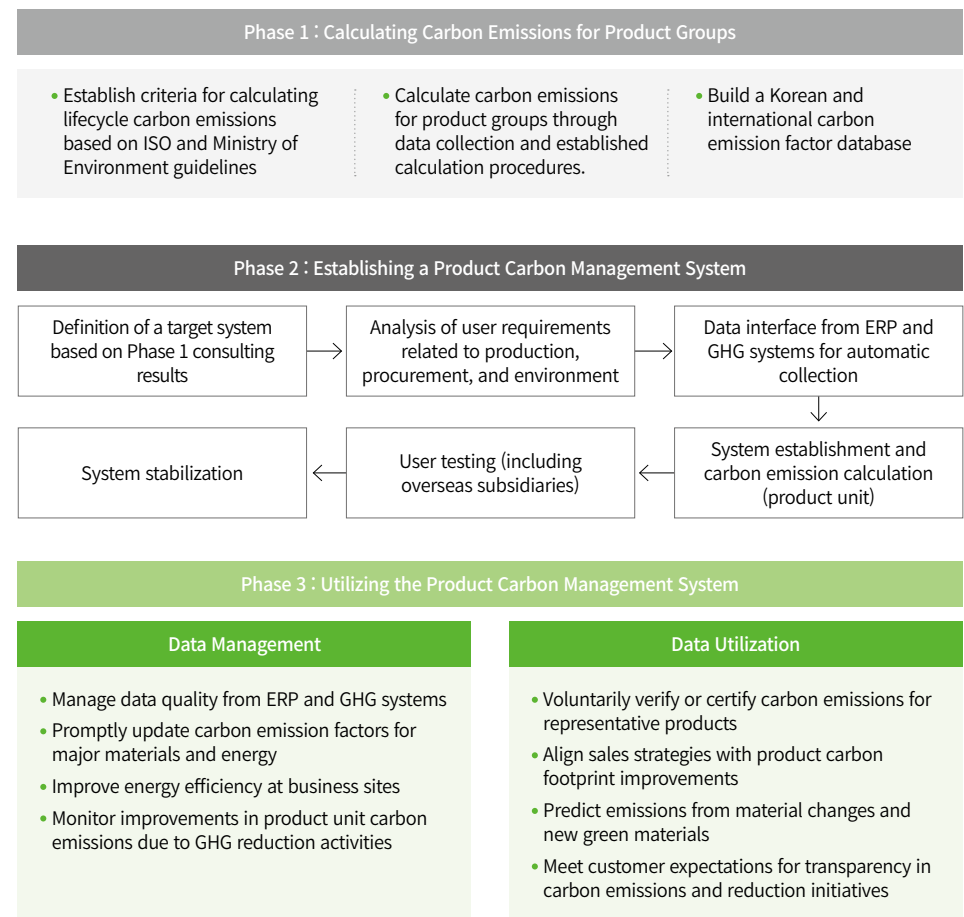 Phase 1 : Calculating Carbon Emissions for Product Groups
• Establish criteria for calculating
lifecycle carbon emissions
based on ISO and Ministry of
Environment guidelines
• Calculate carbon emissions
for product groups through
data collection and established
calculation procedures.
• Build a Korean and
international carbon
emission factor database
Phase 2 : Establishing a Product Carbon Management System
Definition of a target system
based on Phase 1 consulting
results
Analysis of user requirements
related to production,
procurement, and environment
Data interface from ERP and
GHG systems for automatic
collection
System establishment and
carbon emission calculation
(product unit)
User testing (including
overseas subsidiaries)
System stabilization
Phase 3 : Utilizing the Product Carbon Management System
Data Management
• Manage data quality from ERP and GHG systems
• Promptly update carbon emission factors for
major materials and energy
• Improve energy efficiency at business sites
• Monitor improvements in product unit carbon
emissions due to GHG reduction activities
Data Utilization
• Voluntarily verify or certify carbon emissions for
representative products
• Align sales strategies with product carbon
footprint improvements
• Predict emissions from material changes and
new green materials
• Meet customer expectations for transparency in
carbon emissions and reduction initiatives